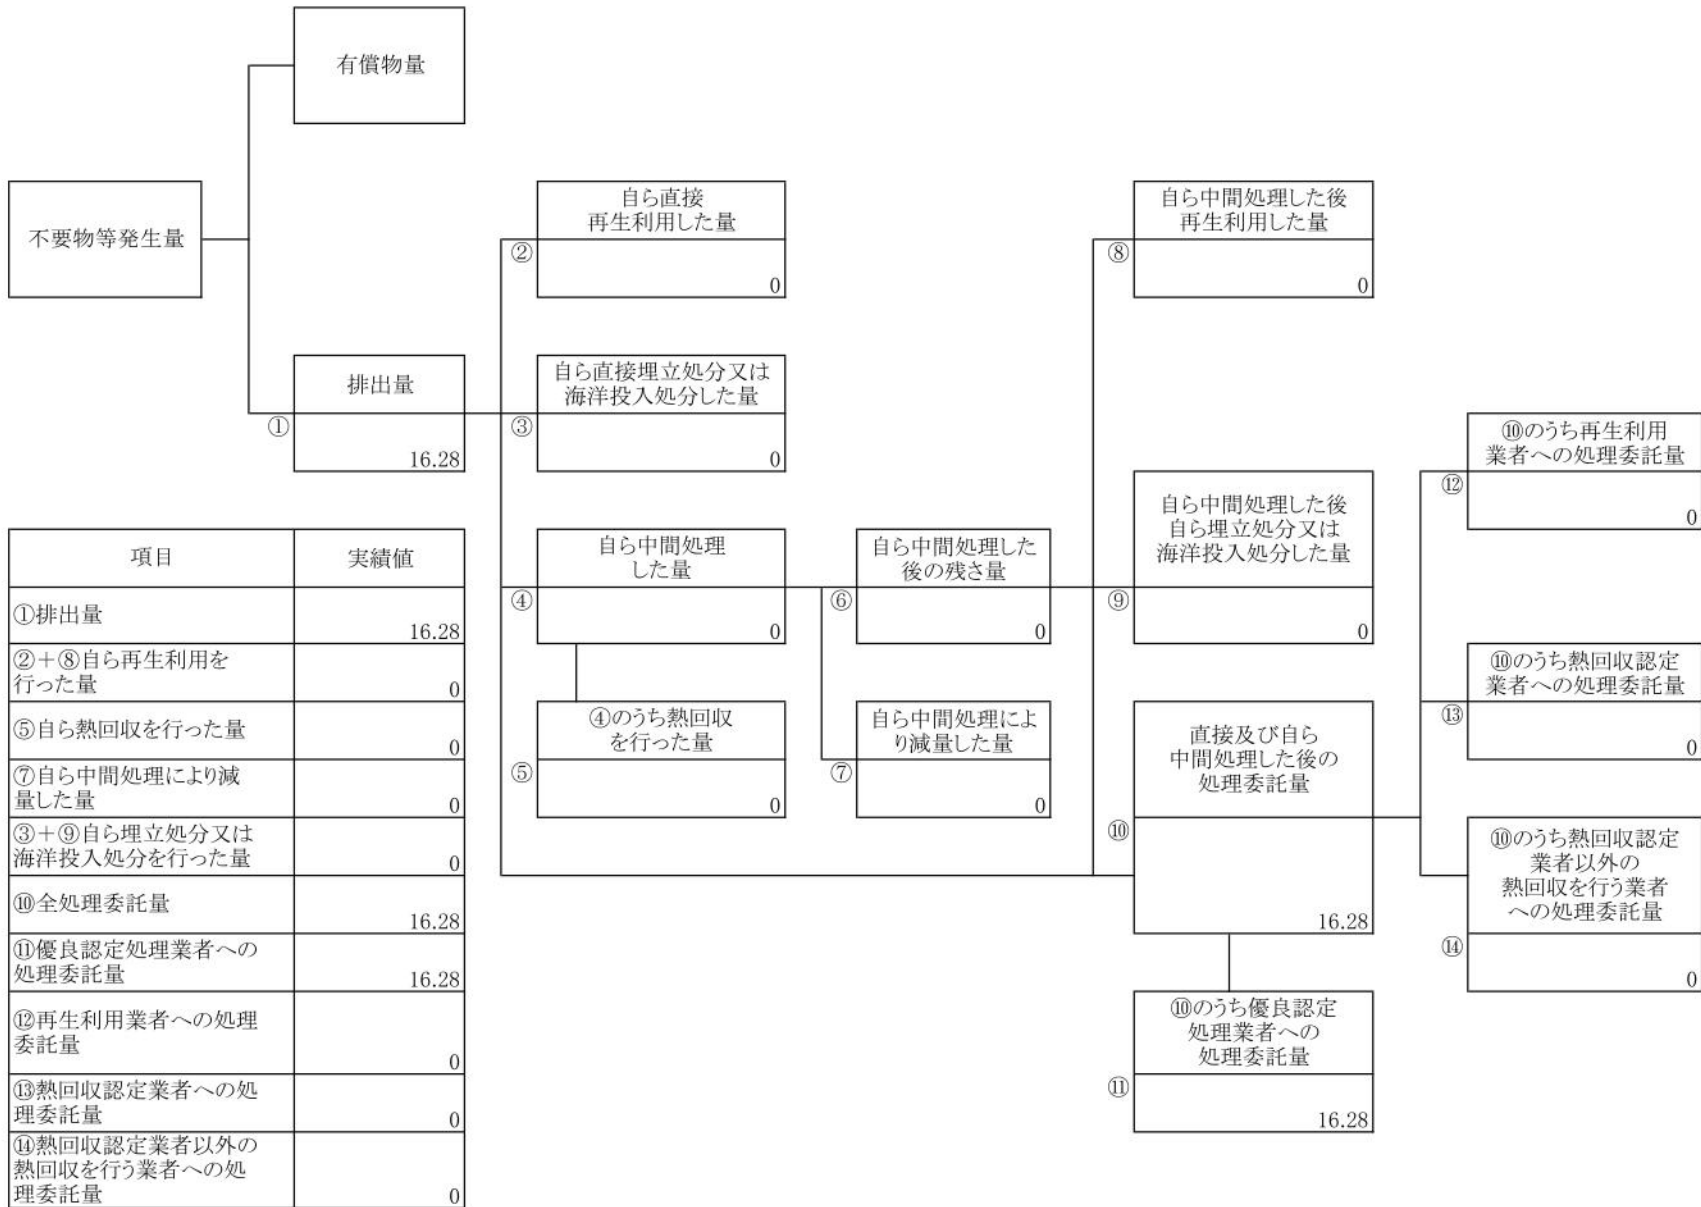 有償物量
不要物等発生量
排出量
①
16.28
自ら直接
再生利用した量
②
0
自ら直接埋立処分又は
海洋投入処分した量
③
0
自ら中間処理
した量
④
0
④のうち熱回収
を行った量
⑤
0
自ら中間処理した
後の残さ量
⑥
0
自ら中間処理によ
り減量した量
⑦
0
自ら中間処理した後
再生利用した量
⑧
0
自ら中間処理した後
自ら埋立処分又は
海洋投入処分した量
⑨
0
直接及び自ら
中間処理した後の
処理委託量
⑩
16.28
⑩のうち優良認定
処理業者への
処理委託量
⑪
16.28
⑩のうち再生利用
業者への処理委託量
⑫
0
⑩のうち熱回収認定
業者への処理委託量
⑬
0
⑩のうち熱回収認定
業者以外の
熱回収を行う業者
への処理委託量
⑭
0
項目 実績値
①排出量
16.28
②+⑧自ら再生利用を
行った量
0
⑤自ら熱回収を行った量
0
⑦自ら中間処理により減
量した量
0
③+⑨自ら埋立処分又は
海洋投入処分を行った量
0
⑩全処理委託量
16.28
⑪優良認定処理業者への
処理委託量
16.28
⑫再生利用業者への処理
委託量
0
⑬熱回収認定業者への処
理委託量
0
⑭熱回収認定業者以外の
熱回収を行う業者への処
理委託量
0